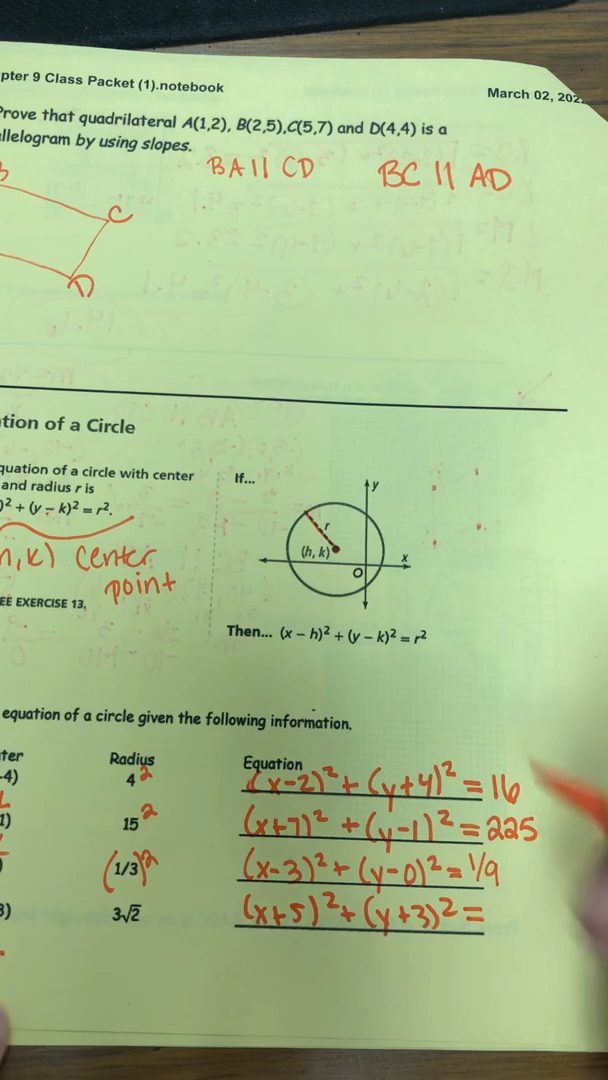 pter 9 Class Packet (1).notebook
March 02, 202
Prove that quadrilateral A(1,2), B(2,5),C(5,7) and D(4,4) is a
allelogram by using slopes.
BA || CD BC || AD
B
C
D
tion of a Circle
quation of a circle with center
and radius r is
)² + (y – k)² = r².
h,k) center
point
EE EXERCISE 13.
If...
y
r
(h, k)
x
O
Then... (x – h)² + (y – k)² = r²
equation of a circle given the following information.
ter Radius Equation
-4) 4² (x-2)² + (y+4)² = 16
1) 15² (x+7)² + (y-1)² = 225
) (1/3)² (x-3)² + (y-0)² = 1/9
3) 3√2 (x+5)² + (y+3)² =